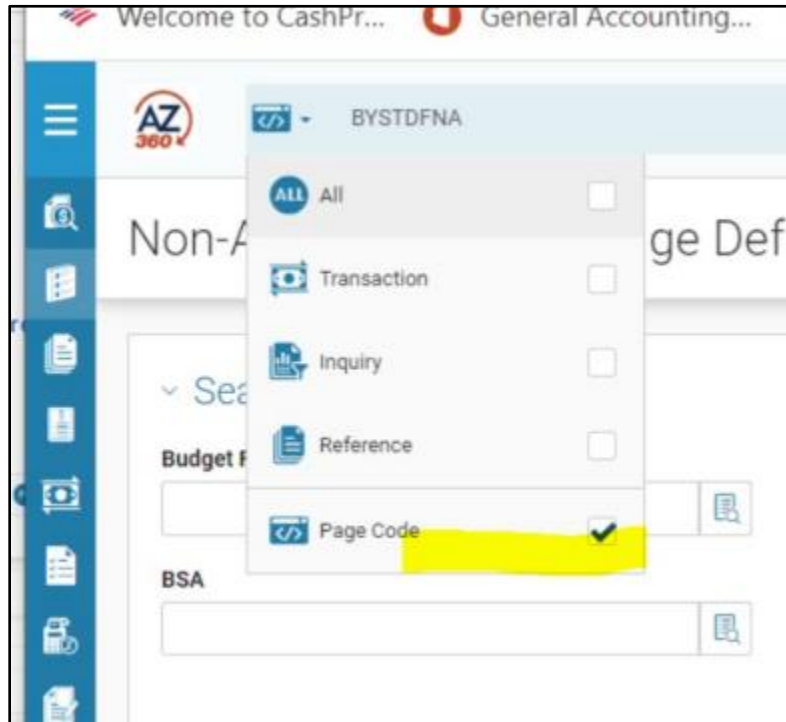 Welcome to CashPr... General Accounting...
AZ
360
BYSTDFNA
ALL All
Non-A ge Def
Transaction
Inquiry
Sea
Reference
Budget F
Page Code
BSA